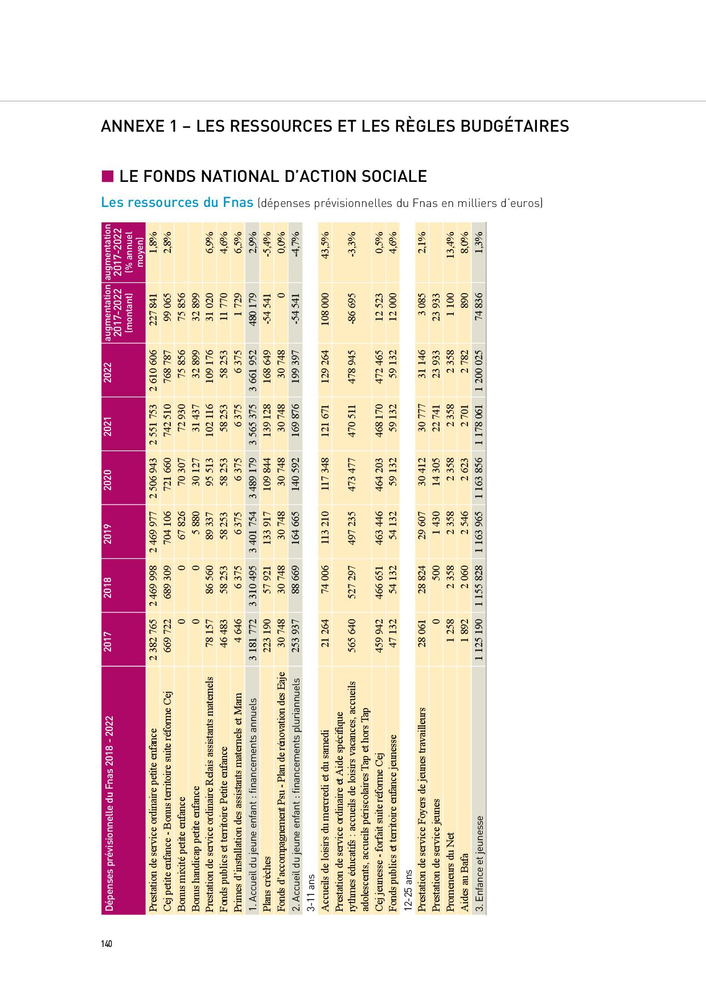 ANNEXE 1 – LES RESSOURCES ET LES RÈGLES BUDGÉTAIRES
LE FONDS NATIONAL D'ACTION SOCIALE
Les ressources du Fnas (dépenses prévisionnelles du Fnas en milliers d'euros)
Dépenses prévisionnelle du Fnas 2018 - 2022 2017 2018 2019 2020 2021 2022 augmentation 2017-2022 (montant) augmentation 2017-2022 (% annuel moyen)
Prestation de service ordinaire petite enfance 2 382 765 2 469 998 2 469 977 2 506 943 2 551 753 2 610 606 227 841 1,8%
Cej petite enfance - Bonus territoire suite réforme Cej 669 722 689 309 704 106 721 660 742 510 768 787 99 065 2,8%
Bonus mixité petite enfance 0 0 67 826 70 307 72 930 75 856 75 856
Bonus handicap petite enfance 0 0 5 880 30 127 31 437 32 899 32 899
Prestation de service ordinaire Relais assistants maternels 78 157 86 560 89 337 95 513 102 116 109 176 31 020 6,9%
Fonds publics et territoire Petite enfance 46 483 58 253 58 253 58 253 58 253 58 253 11 770 4,6%
Primes d'installation des assistants maternels et Mam 4 646 6 375 6 375 6 375 6 375 6 375 1 729 6,5%
1. Accueil du jeune enfant : financements annuels 3 181 772 3 310 495 3 401 754 3 489 179 3 565 375 3 661 952 480 179 2,9%
Plans crèches 223 190 57 921 133 917 109 844 139 128 168 649 -54 541 -5,4%
Fonds d'accompagnement Psu - Plan de rénovation des Eaje 30 748 30 748 30 748 30 748 30 748 30 748 0 0,0%
2. Accueil du jeune enfant : financements pluriannuels 253 937 88 669 164 665 140 592 169 876 199 397 -54 541 -4,7%
3-11 ans
Accueils de loisirs du mercredi et du samedi 21 264 74 006 113 210 117 348 121 671 129 264 108 000 43,5%
Prestation de service ordinaire et Aide spécifique
rythmes éducatifs : accueils de loisirs vacances, accueils 565 640 527 297 497 235 473 477 470 511 478 945 -86 695 -3,3%
adolescents, accueils périscolaires Tap et hors Tap
Cej jeunesse - forfait suite réforme Cej 459 942 466 651 463 446 464 203 468 170 472 465 12 523 0,5%
Fonds publics et territoire enfance jeunesse 47 132 54 132 54 132 59 132 59 132 59 132 12 000 4,6%
12-25 ans
Prestation de service Foyers de jeunes travailleurs 28 061 28 824 29 607 30 412 30 777 31 146 3 085 2,1%
Prestation de service jeunes 0 500 1 430 14 305 22 741 23 933 23 933
Promeneurs du Net 1 258 2 358 2 358 2 358 2 358 2 358 1 100 13,4%
Aides au Bafa 1 892 2 060 2 546 2 623 2 701 2 782 890 8,0%
3. Enfance et jeunesse 1 125 190 1 155 828 1 163 965 1 163 856 1 178 061 1 200 025 74 836 1,3%
140